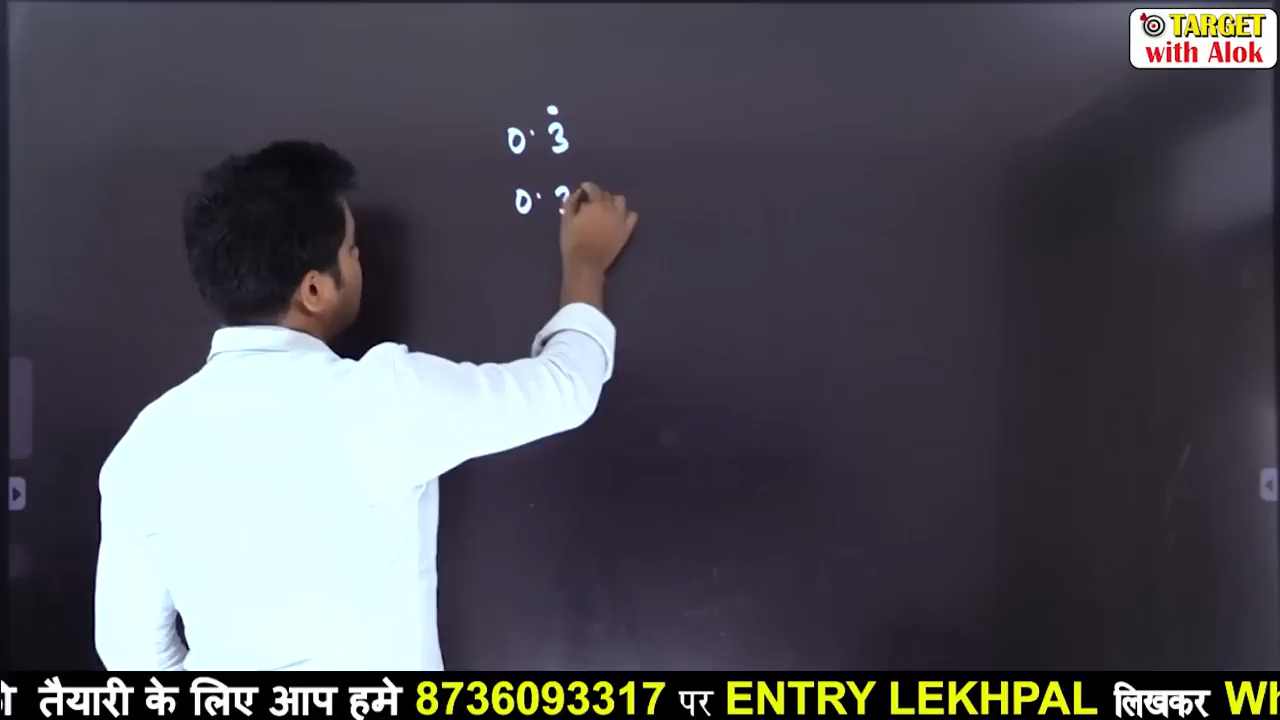 TARGET
with Alok
0.3̇
0.3
तैयारी के लिए आप हमे 8736093317 पर ENTRY LEKHPAL लिखकर